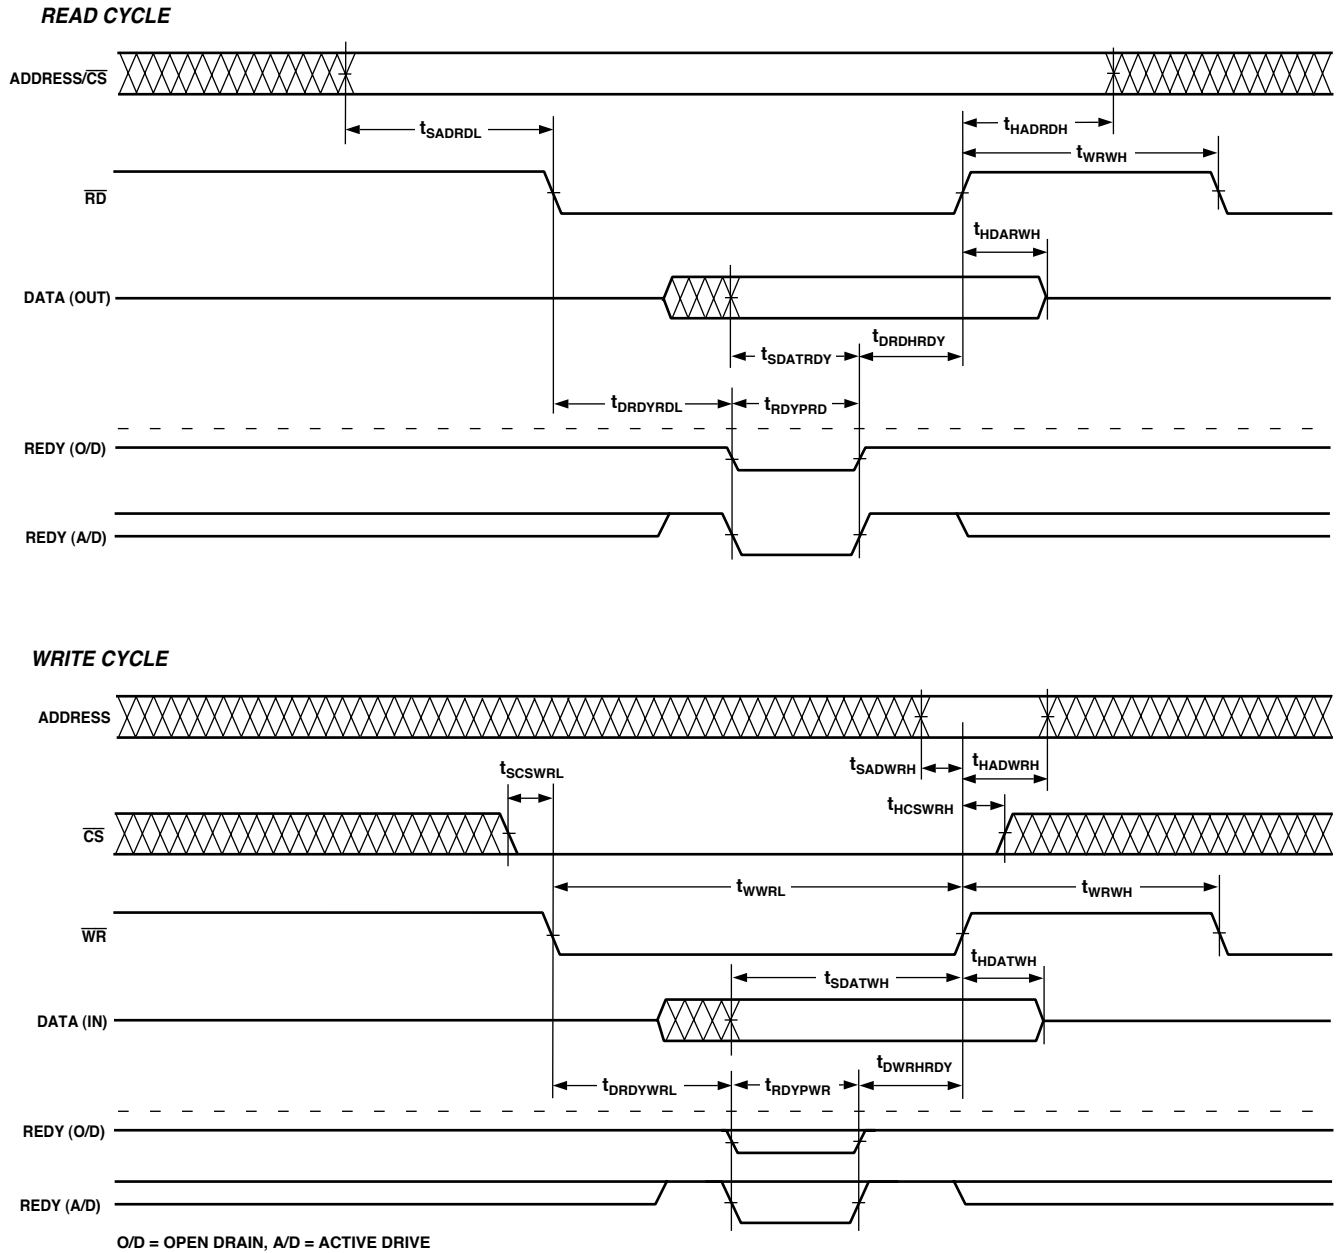 READ CYCLE
ADDRESS/CS
tSADRDL
tHADRDH
tWRWH
RD
tHDARWH
DATA (OUT)
tSDATRDY
tDRDHRDY
tDRDYRDL
tRDYPRD
REDY (O/D)
REDY (A/D)
WRITE CYCLE
ADDRESS
tSCSWRL
tSADWRH
tHADWRH
tHCSWRH
CS
tWWRL
tWRWH
WR
tSDATWH
tHDATWH
DATA (IN)
tDRDYWRL
tRDYPWR
tDWRHRDY
REDY (O/D)
REDY (A/D)
O/D = OPEN DRAIN, A/D = ACTIVE DRIVE